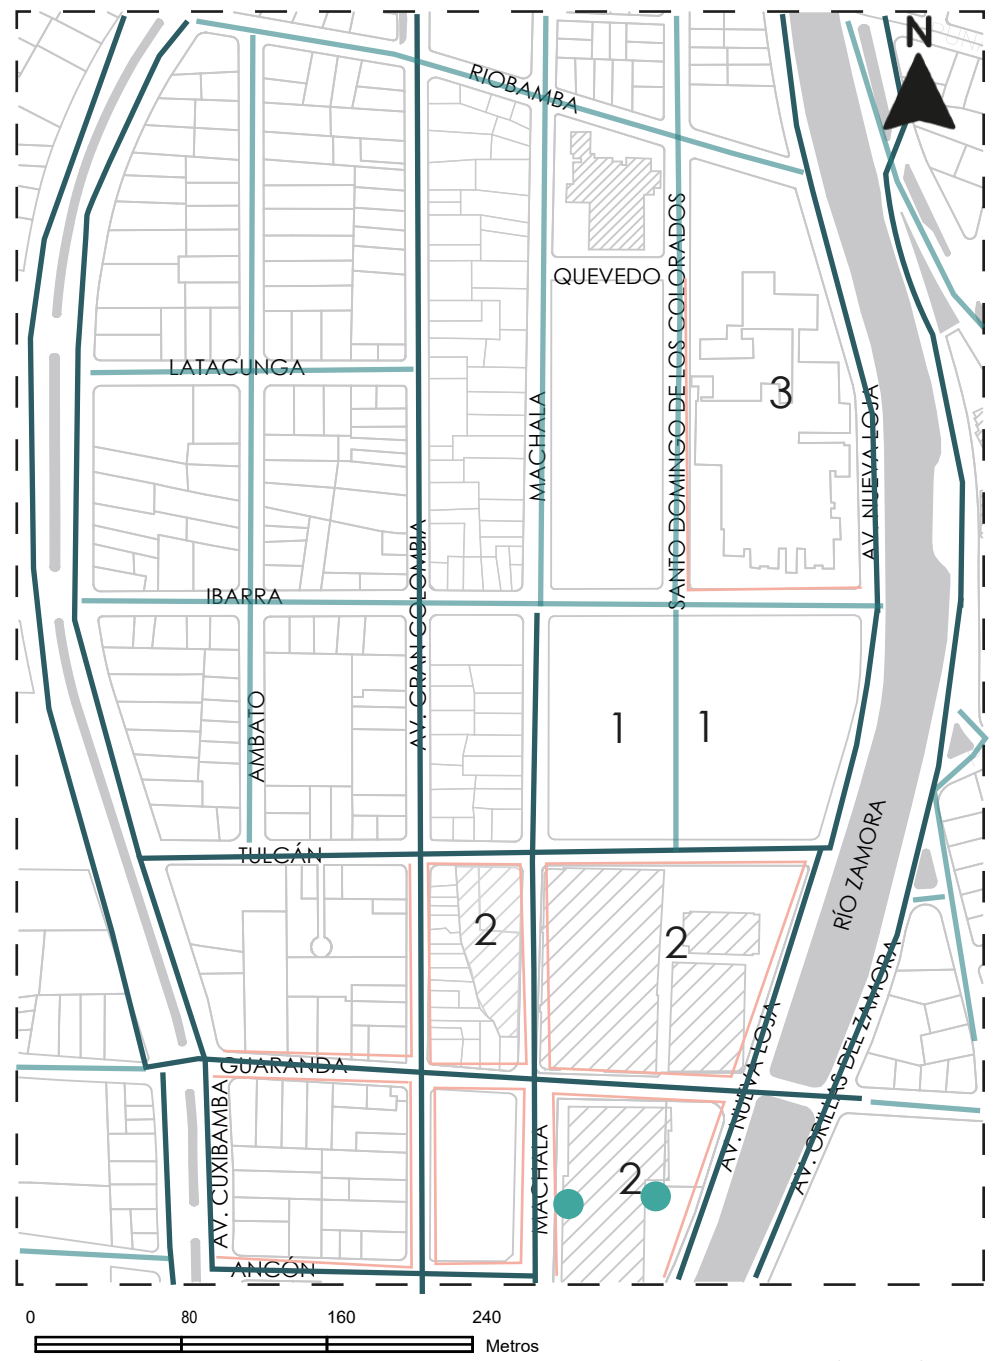 N
RIOBAMBA
QUEVEDO
SANTO DOMINGO DE LOS COLORADOS
LATACUNGA
3
MACHALA
AV. NUEVA LOJA
AV. GRAN COLOMBIA
IBARRA
AMBATO
1
1
TULCÁN
RÍO ZAMORA
2
2
GUARANDA
AV. NUEVA LOJA
AV. ORILLAS DEL ZAMORA
AV. CUXIBAMBA
MACHALA
2
ANCÓN
0 80 160 240
Metros